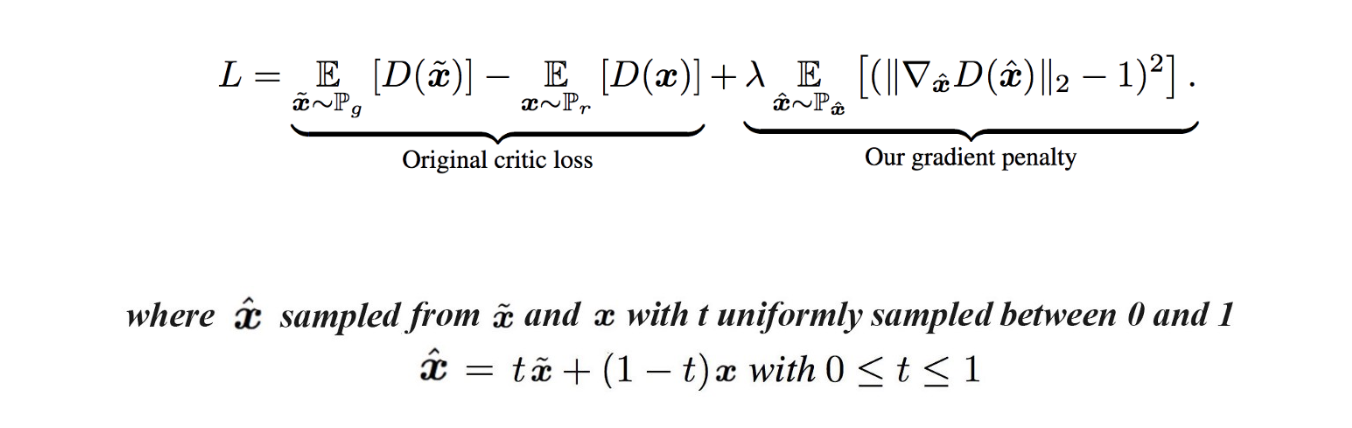 L = 𝔼_{x̃∼ℙ_g} [D(x̃)] − 𝔼_{x∼ℙ_r} [D(x)] + λ 𝔼_{x̂∼ℙ_x̂} [(‖∇_x̂ D(x̂)‖₂ − 1)²] .
Original critic loss Our gradient penalty
where x̂ sampled from x̃ and x with t uniformly sampled between 0 and 1
x̂ = tx̃ + (1 − t)x with 0 ≤ t ≤ 1